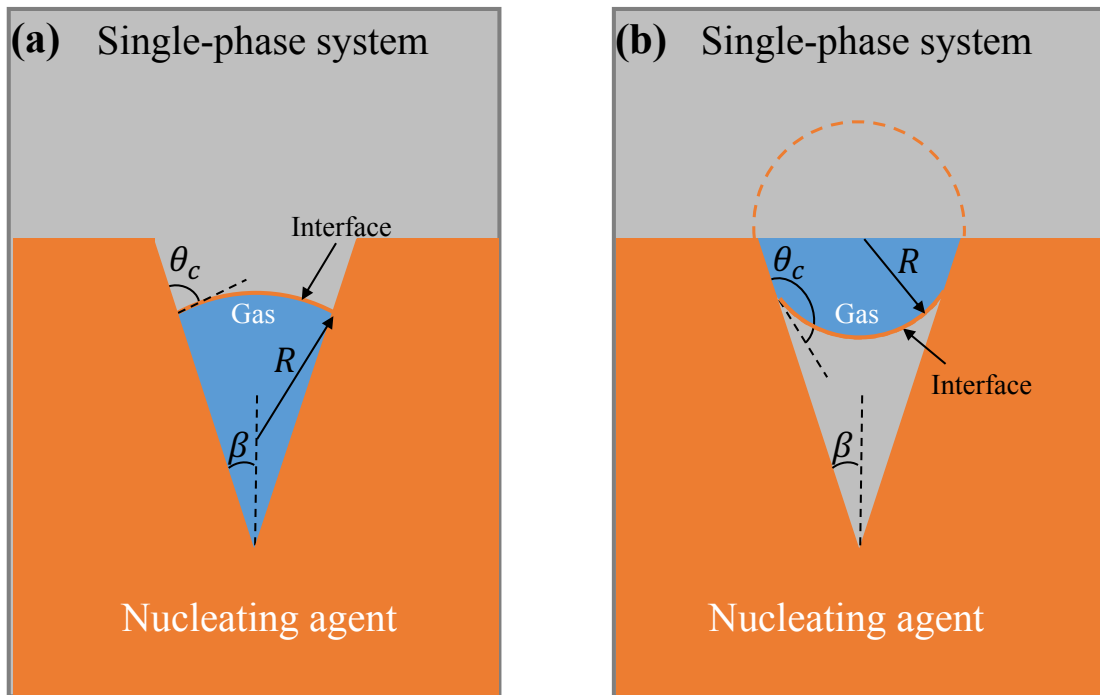 (a) Single-phase system
Interface
θc
Gas
R
β
Nucleating agent
(b) Single-phase system
R
θc
Gas
Interface
β
Nucleating agent